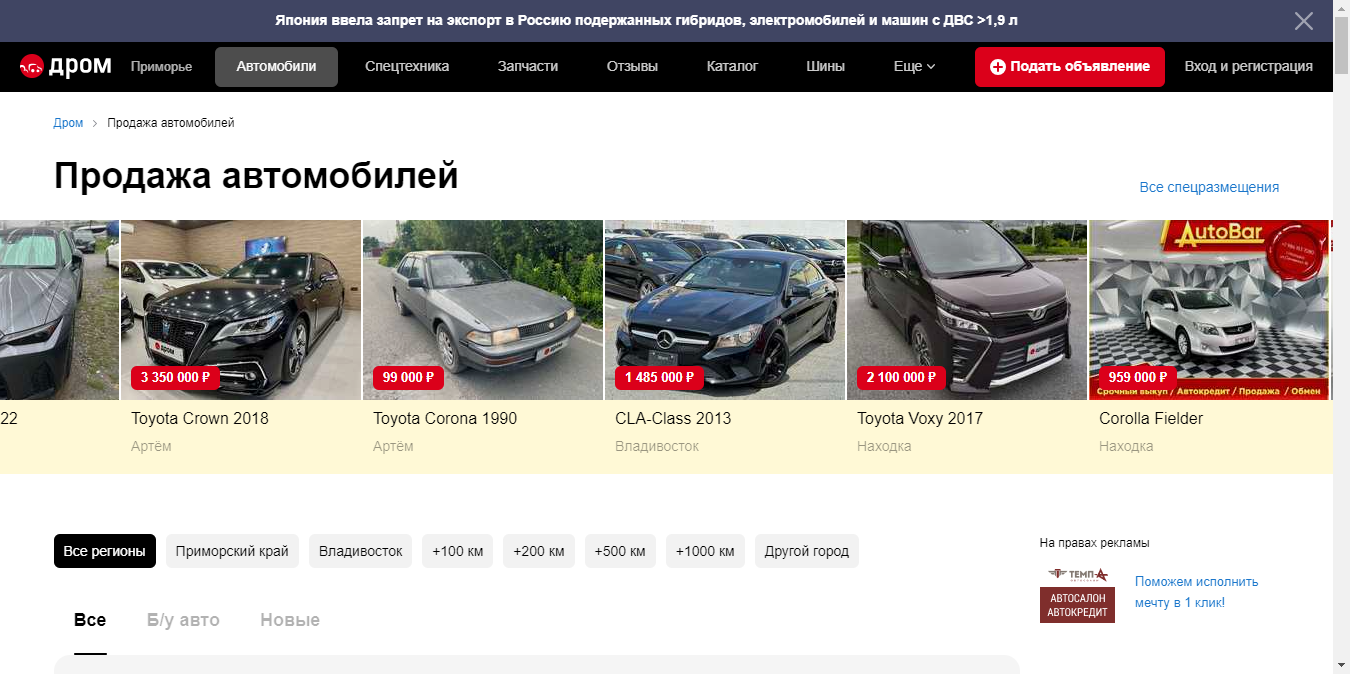 Япония ввела запрет на экспорт в Россию подержанных гибридов, электромобилей и машин с ДВС >1,9 л
дром Приморье Автомобили Спецтехника Запчасти Отзывы Каталог Шины Еще Подать объявление Вход и регистрация
Дром > Продажа автомобилей
Продажа автомобилей
Все спецразмещения
AutoBar
дром
3 350 000 ₽
99 000 ₽
1 485 000 ₽
2 100 000 ₽
959 000 ₽
Срочный выкуп / Автокредит / Продажа / Обмен
22
Toyota Crown 2018
Toyota Corona 1990
CLA-Class 2013
Toyota Voxy 2017
Corolla Fielder
Артём
Артём
Владивосток
Находка
Находка
Все регионы Приморский край Владивосток +100 км +200 км +500 км +1000 км Другой город
На правах рекламы
ТЕМП-А
АВТОСАЛОН
АВТОКРЕДИТ
Поможем исполнить
мечту в 1 клик!
Все Б/у авто Новые